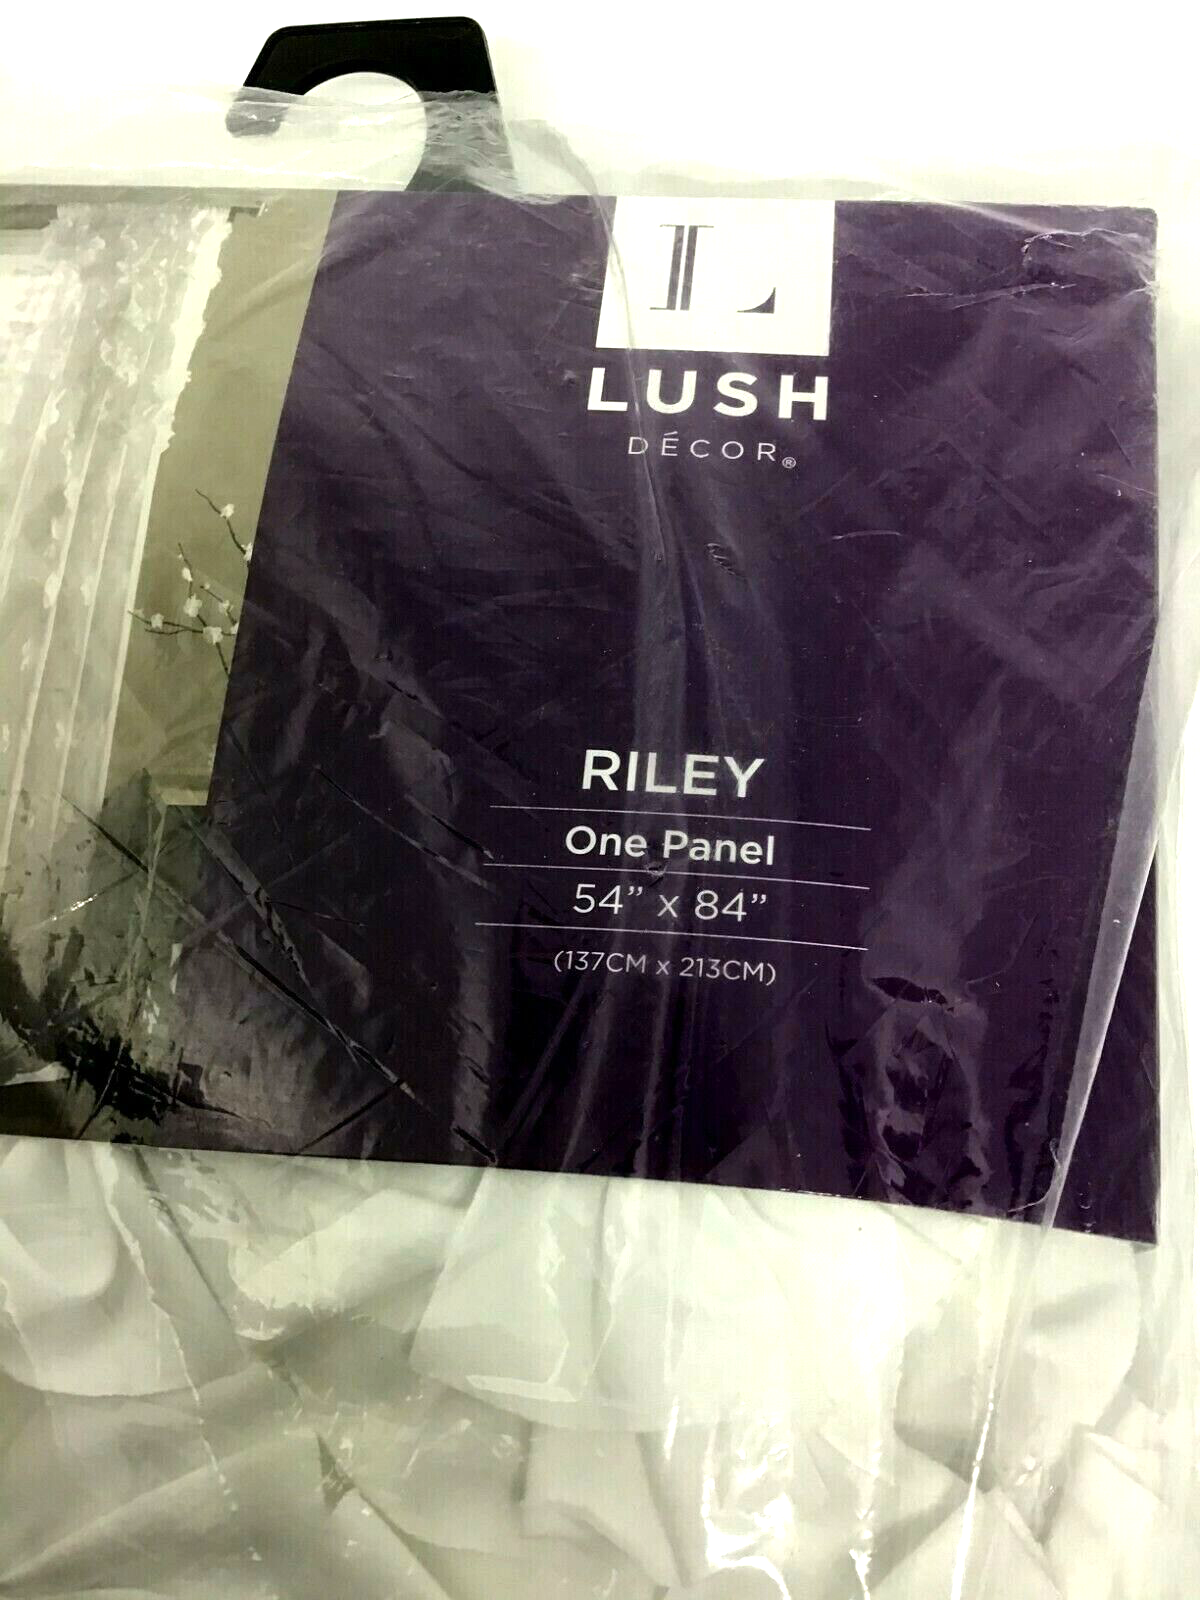 L
LUSH
DÉCOR®
RILEY
One Panel
54” x 84”
(137CM x 213CM)